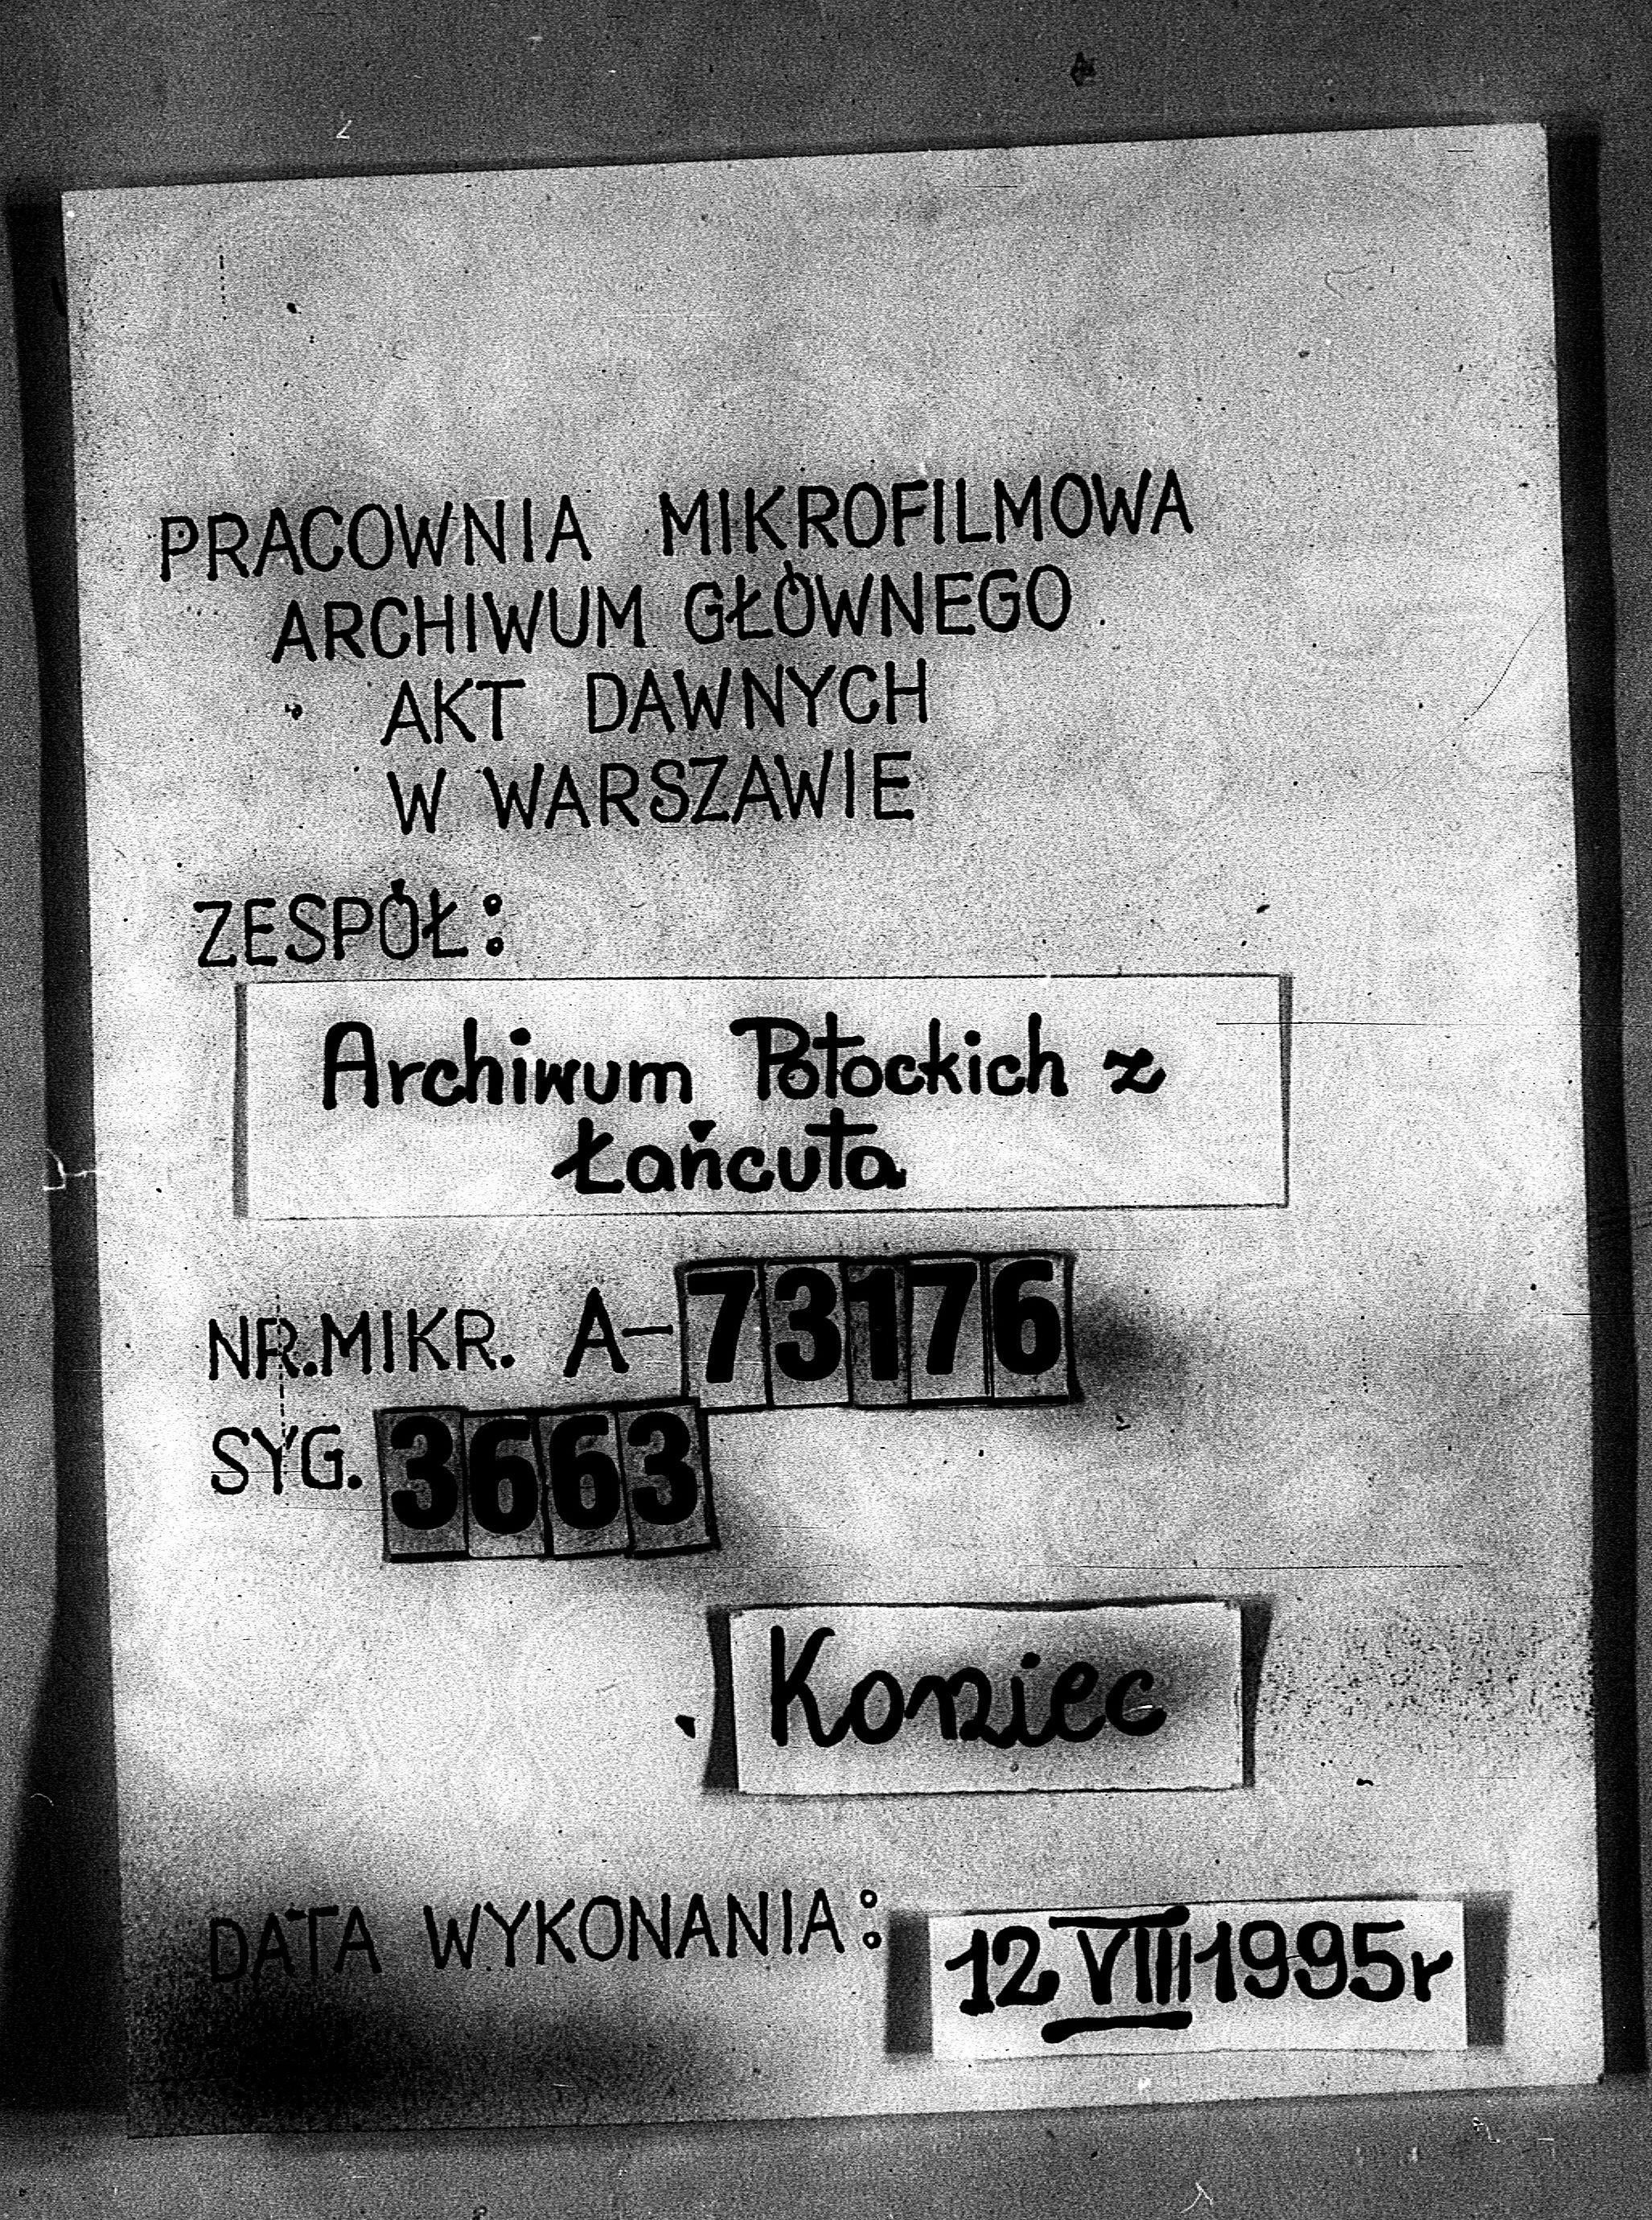 PRACOWNIA MIKROFILMOWA
ARCHIWUM GŁÓWNEGO
AKT DAWNYCH
W WARSZAWIE
ZESPÓŁ:
Archiwum Potockich z
Łańcuta
NR.MIKR. A-73176
SYG. 3663
Koniec
DATA WYKONANIA: 12 VIII 1995r